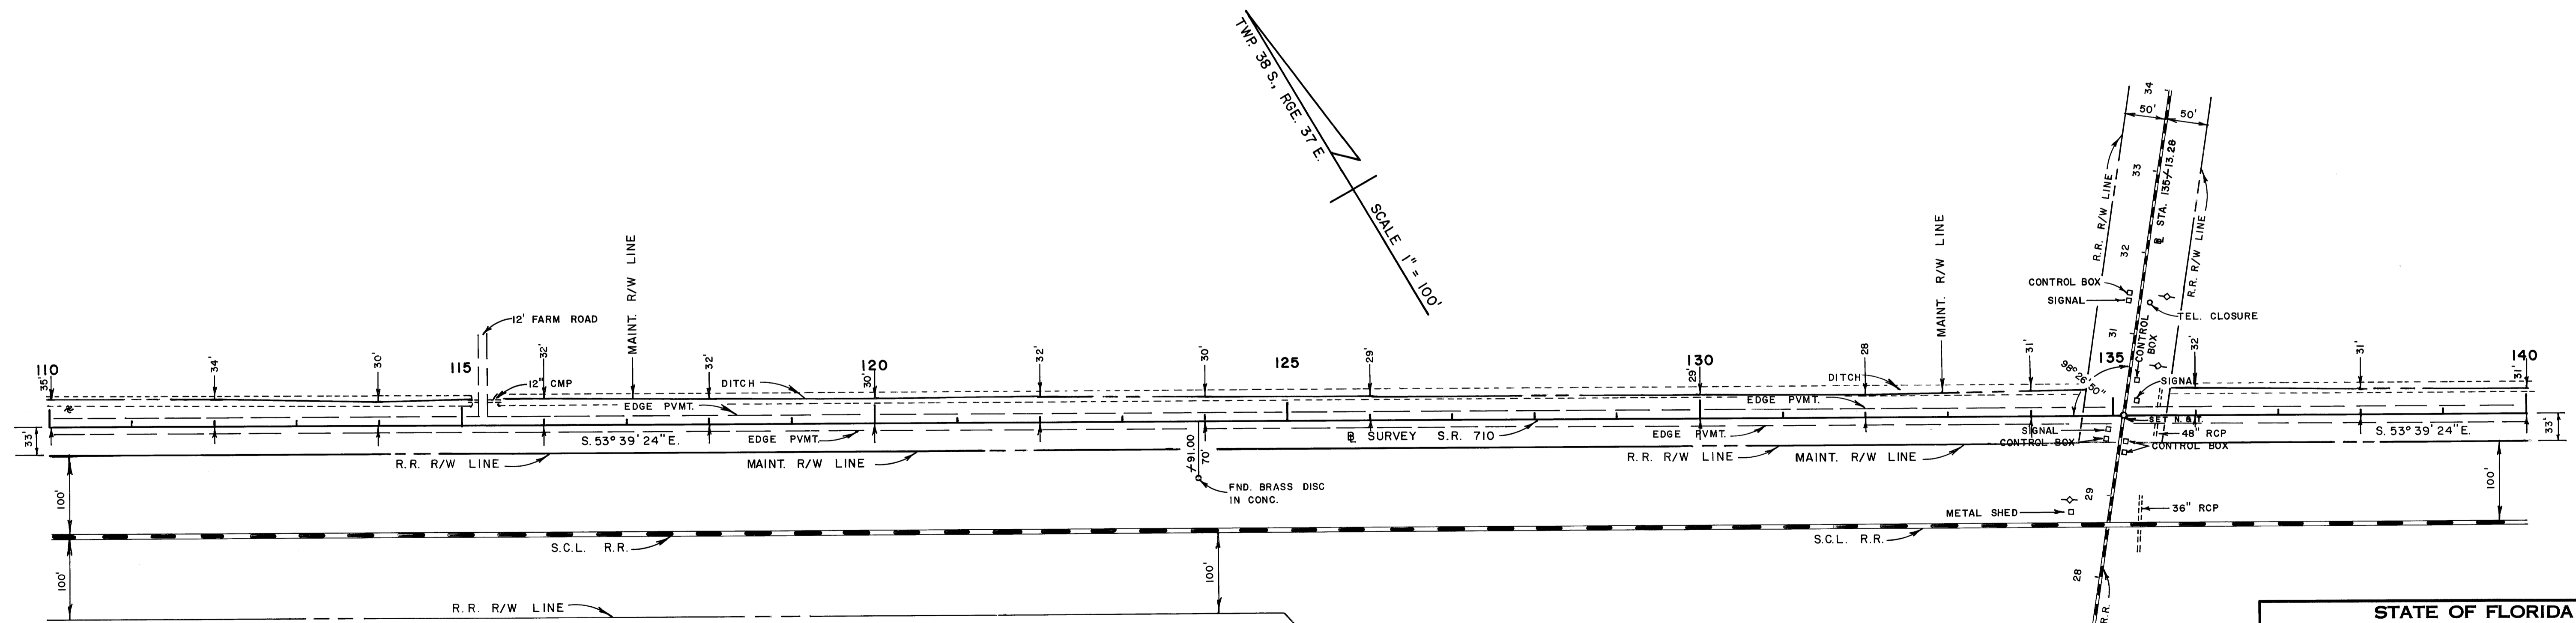 TWP. 38 S., RGE. 37 E.
SCALE 1" = 100'
34
50' 50'
33
R.R. R/W LINE
℄ STA. 135+13.28
R.R. R/W LINE
32
CONTROL BOX
SIGNAL
TEL. CLOSURE
31
CONTROL
BOX
MAINT. R/W LINE
MAINT. R/W LINE
12' FARM ROAD
110 115 120 125 130 135 140
35' 34' 30' 32' 32' 30' 32' 30' 29' 29' 28 31' 32' 31' 31'
98° 26' 50"
12" CMP
DITCH
DITCH
SIGNAL
EDGE PVMT.
EDGE PVMT.
33'
S.53°39'24"E.
EDGE PVMT.
B̲L SURVEY S.R. 710
EDGE PVMT.
SET N.&T.
SIGNAL
48" RCP
S.53°39'24"E.
33'
CONTROL BOX
CONTROL BOX
R.R. R/W LINE
MAINT. R/W LINE
+91.00
70'
R.R. R/W LINE
MAINT. R/W LINE
FND. BRASS DISC
IN CONC.
100'
100'
29
METAL SHED
36" RCP
S.C.L. R.R.
S.C.L. R.R.
100'
100'
28
R.R. R/W LINE
R.R.
STATE OF FLORIDA